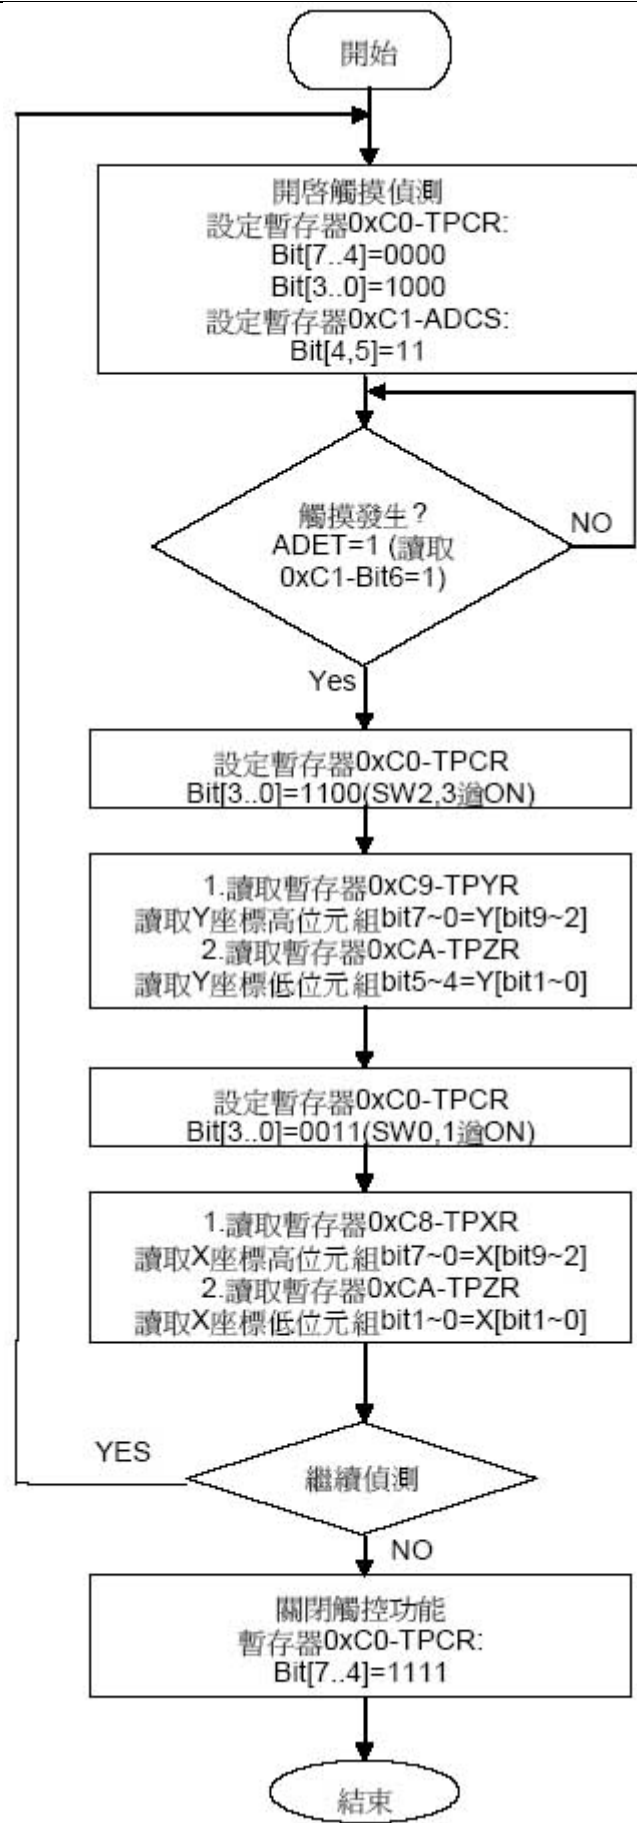 開始
開啓觸摸偵測
設定暫存器0xC0-TPCR:
Bit[7..4]=0000
Bit[3..0]=1000
設定暫存器0xC1-ADCS:
Bit[4,5]=11
觸摸發生?
ADET=1 (讀取
0xC1-Bit6=1)
NO
Yes
設定暫存器0xC0-TPCR
Bit[3..0]=1100(SW2,3遒ON)
1.讀取暫存器0xC9-TPYR
讀取Y座標高位元組bit7~0=Y[bit9~2]
2.讀取暫存器0xCA-TPZR
讀取Y座標低位元組bit5~4=Y[bit1~0]
設定暫存器0xC0-TPCR
Bit[3..0]=0011(SW0,1遒ON)
1.讀取暫存器0xC8-TPXR
讀取X座標高位元組bit7~0=X[bit9~2]
2.讀取暫存器0xCA-TPZR
讀取X座標低位元組bit1~0=X[bit1~0]
YES
繼續偵測
NO
關閉觸控功能
暫存器0xC0-TPCR:
Bit[7..4]=1111
結束